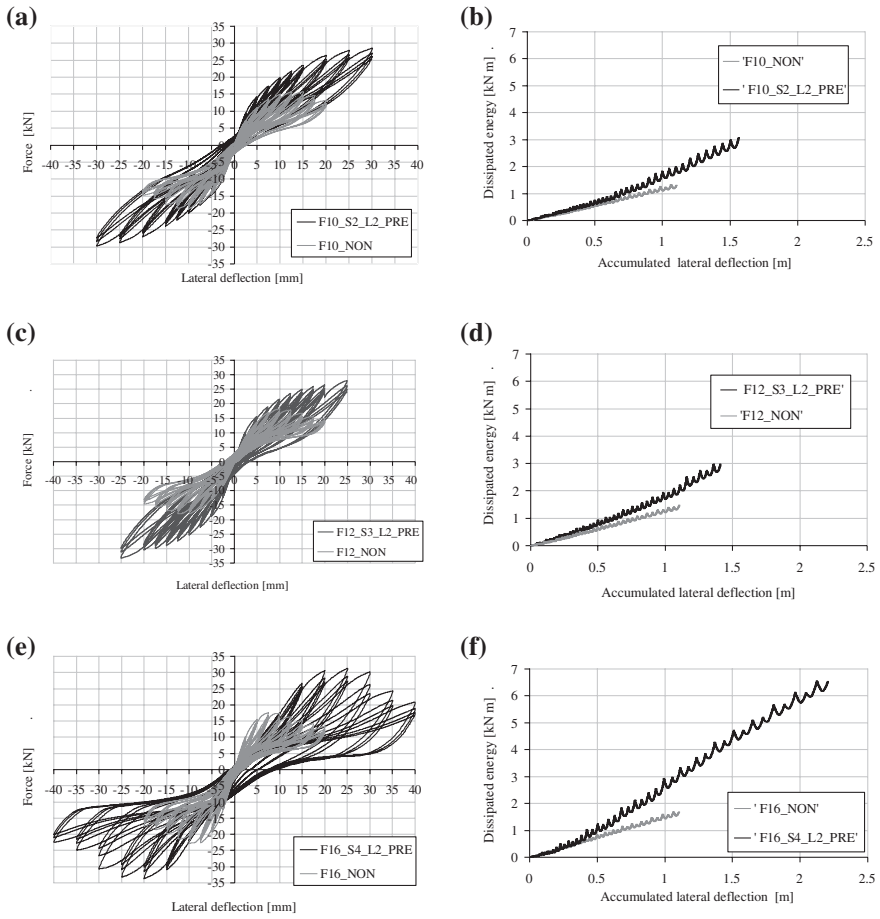 (a)
35
30
25
20
15
10
5
0
-5
-10
-15
-20
-25
-30
-35
-40 -35 -30 -25 -20 -15 -10 -5 0 5 10 15 20 25 30 35 40
Force [kN]
Lateral deflection [mm]
F10_S2_L2_PRE
F10_NON
(b)
7
6
5
4
3
2
1
0
0 0.5 1 1.5 2 2.5
Dissipated energy [kN m] .
Accumulated lateral deflection [m]
'F10_NON'
' F10_S2_L2_PRE'
(c)
35
30
25
20
15
10
5
0
-5
-10
-15
-20
-25
-30
-35
-40 -35 -30 -25 -20 -15 -10 -5 0 5 10 15 20 25 30 35 40
Force [kN] .
Lateral deflection [mm]
F12_S3_L2_PRE
F12_NON
(d)
7
6
5
4
3
2
1
0
0 0.5 1 1.5 2 2.5
Dissipated energy [kN m] .
Accumulated lateral deflection [m]
F12_S3_L2_PRE'
'F12_NON'
(e)
35
30
25
20
15
10
5
0
-5
-10
-15
-20
-25
-30
-35
-40 -35 -30 -25 -20 -15 -10 -5 0 5 10 15 20 25 30 35 40
Force [kN] .
Lateral deflection [mm]
F16_S4_L2_PRE
F16_NON
(f)
7
6
5
4
3
2
1
0
0 0.5 1 1.5 2 2.5
Dissipated energy [kN m] .
Accumulated lateral deflection [m]
' F16_NON'
' F16_S4_L2_PRE'